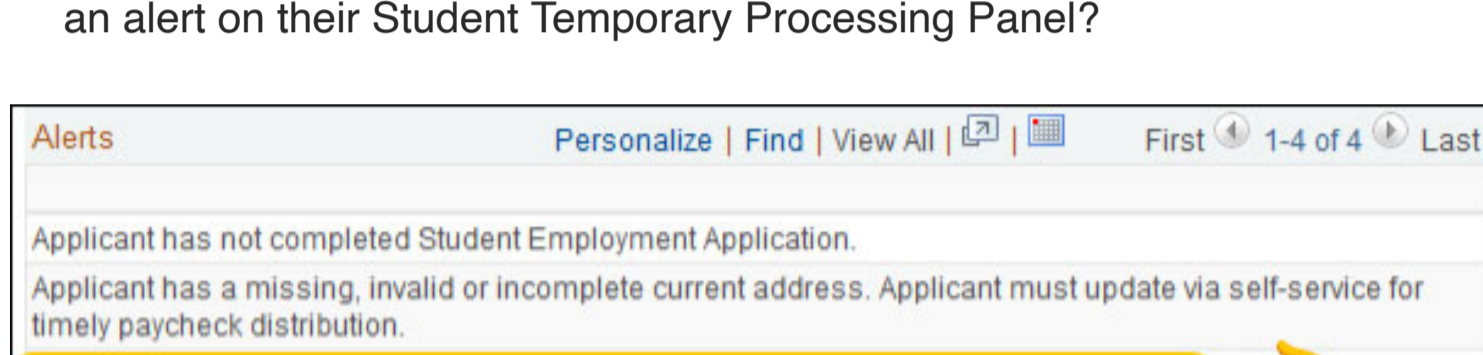 an alert on their Student Temporary Processing Panel?
Alerts Personalize | Find | View All | | First 1-4 of 4 Last
Applicant has not completed Student Employment Application.
Applicant has a missing, invalid or incomplete current address. Applicant must update via self-service for
timely paycheck distribution.